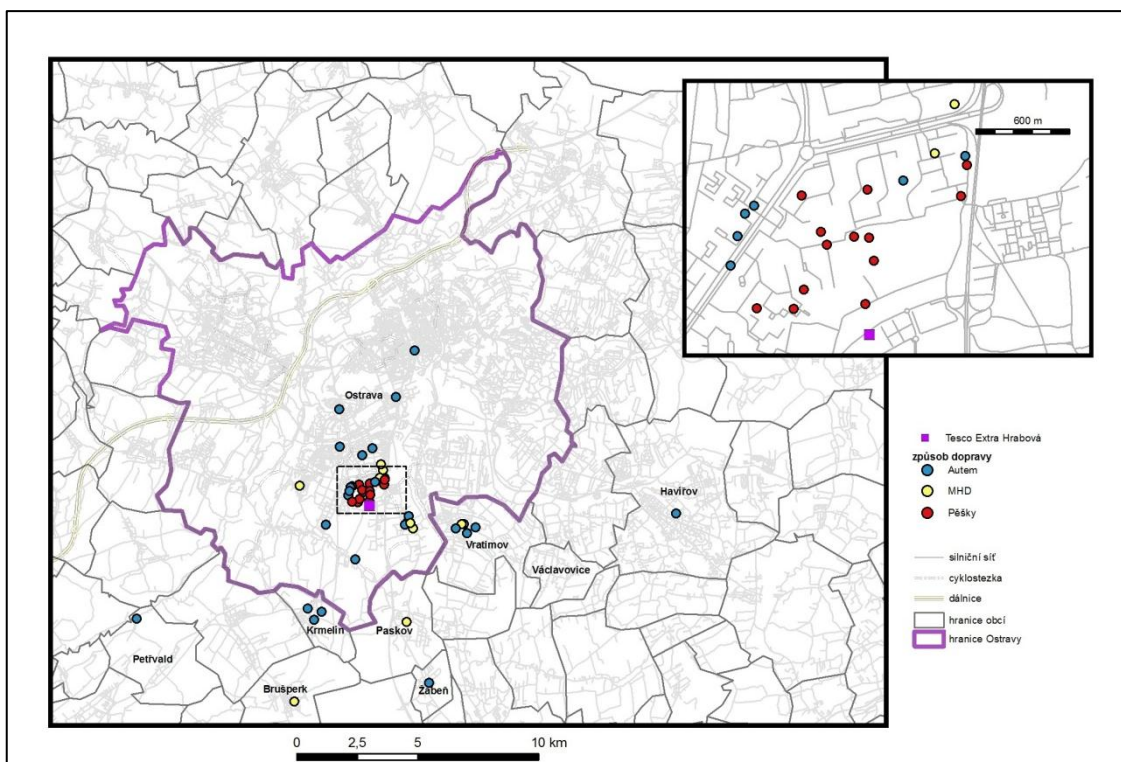 600 m
Ostrava
Havířov
Vratimov
Václavovice
Krmelin
Paskov
Petřvald
Brušperk
Žabeň
Tesco Extra Hrabová
způsob dopravy
Autem
MHD
Pěšky
silniční síť
cyklostezka
dálnice
hranice obcí
hranice Ostravy
0 2,5 5 10 km